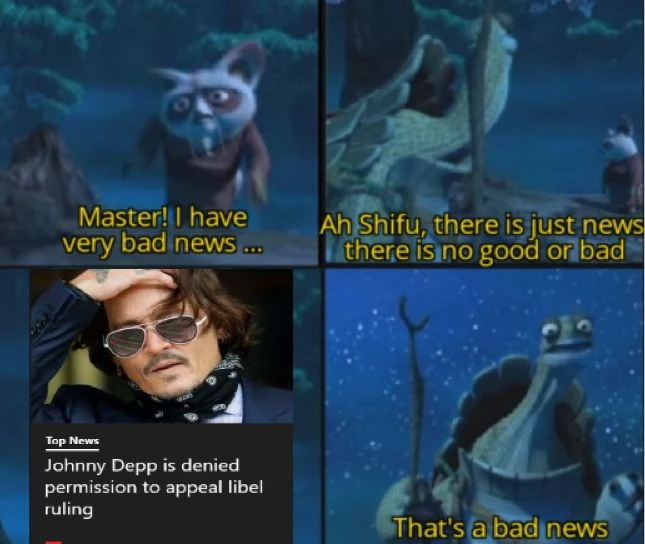 Master! I have
very bad news ...
Ah Shifu, there is just news
there is no good or bad
Top News
Johnny Depp is denied
permission to appeal libel
ruling
That's a bad news